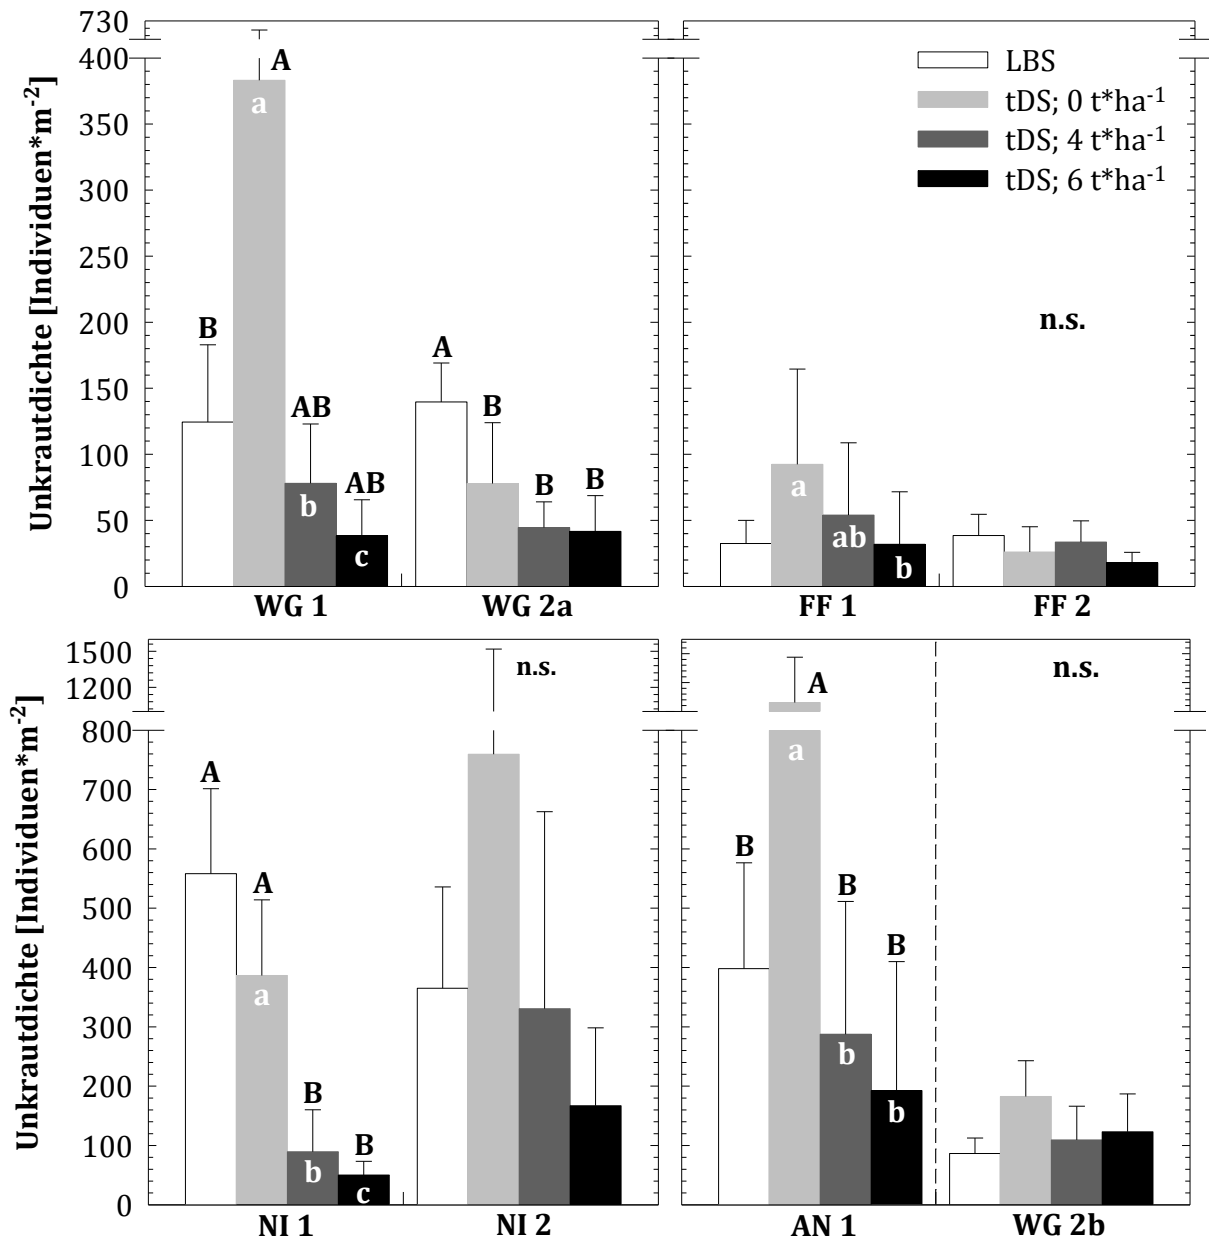 730
400
350
300
250
200
150
100
50
0
Unkrautdichte [Individuen*m-2]
LBS
tDS; 0 t*ha-1
tDS; 4 t*ha-1
tDS; 6 t*ha-1
B
A
a
AB
b
AB
c
A
B
B
B
n.s.
a
ab
b
WG 1 WG 2a FF 1 FF 2
1500
1200
800
700
600
500
400
300
200
100
0
Unkrautdichte [Individuen*m-2]
A
A
a
B
b
B
c
n.s.
B
A
a
B
b
B
b
n.s.
NI 1 NI 2 AN 1 WG 2b